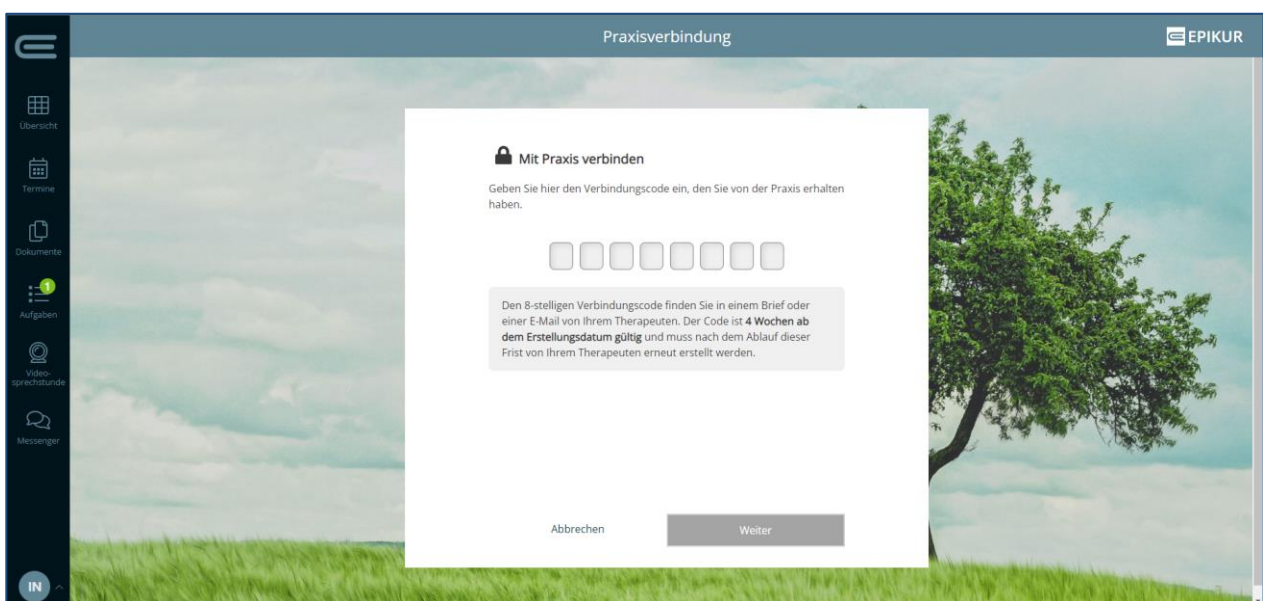 Praxisverbindung
EPIKUR
Übersicht
Termine
Dokumente
1
Aufgaben
Video-
sprechstunde
Messenger
IN
Mit Praxis verbinden
Geben Sie hier den Verbindungscode ein, den Sie von der Praxis erhalten
haben.
Den 8-stelligen Verbindungscode finden Sie in einem Brief oder
einer E-Mail von Ihrem Therapeuten. Der Code ist 4 Wochen ab
dem Erstellungsdatum gültig und muss nach dem Ablauf dieser
Frist von Ihrem Therapeuten erneut erstellt werden.
Abbrechen
Weiter